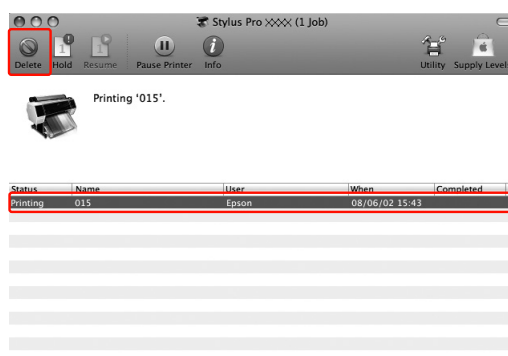 Stylus Pro XXXX (1 Job)
Delete Hold Resume Pause Printer Info Utility Supply Level
Printing '015'.
Status Name User When Completed
Printing 015 Epson 08/06/02 15:43